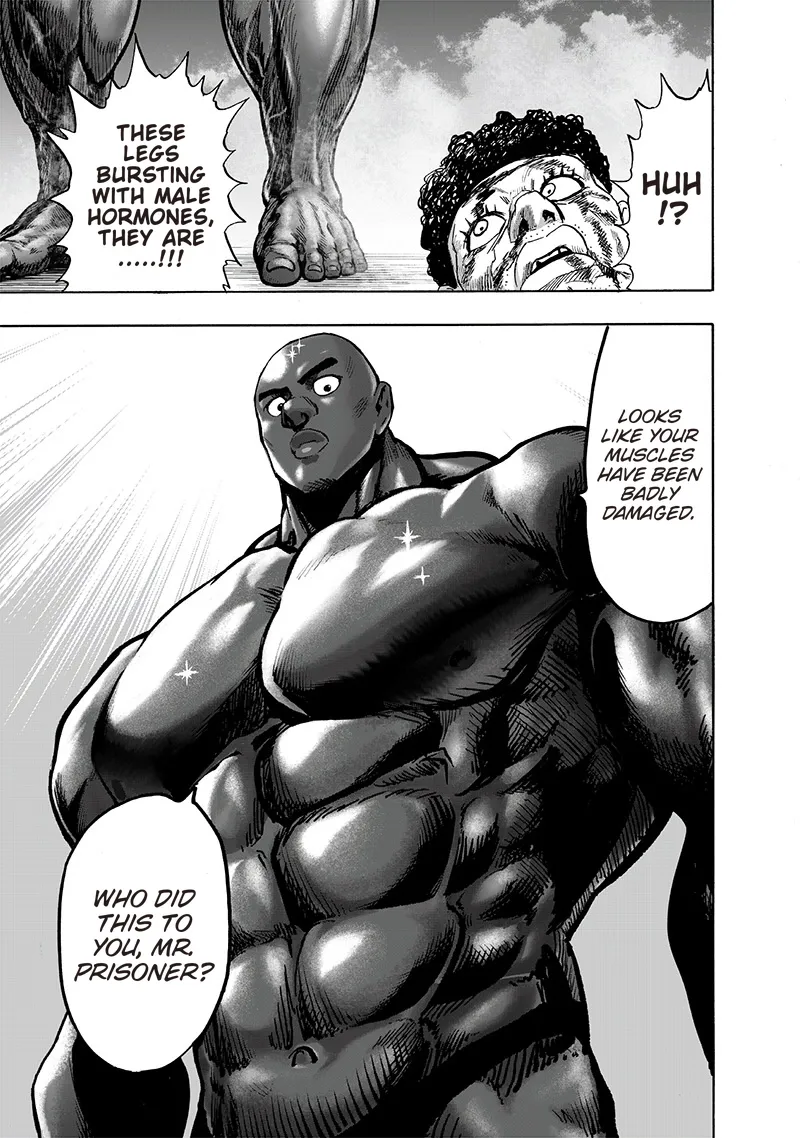 HUH
!?
THESE
LEGS
BURSTING
WITH MALE
HORMONES,
THEY ARE
.....!!!
LOOKS
LIKE YOUR
MUSCLES
HAVE BEEN
BADLY
DAMAGED.
WHO DID
THIS TO
YOU, MR.
PRISONER?